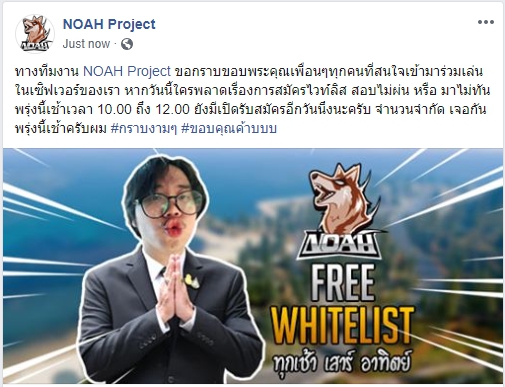 NOAH Project
Just now ·
ทางทีมงาน NOAH Project ขอกราบขอบพระคุณเพื่อนๆทุกคนที่สนใจเข้ามาร่วมเล่น
ในเซิฟเวอร์ของเรา หากวันนี้ใครพลาดเรื่องการสมัครไวท์ลิส สอบไม่ผ่น หรือ มาไม่ทัน
พรุ่งนี้เช้าเวลา 10.00 ถึง 12.00 ยังมีเปิดรับสมัครอีกวันนึงนะครับ จำนวนจำกัด เจอกัน
พรุ่งนี้เช้าครับผม #กราบงามๆ #ขอบคุณค้าบบบ
NOAH
FREE
WHITELIST
ทุกเช้า เสาร์ อาทิตย์